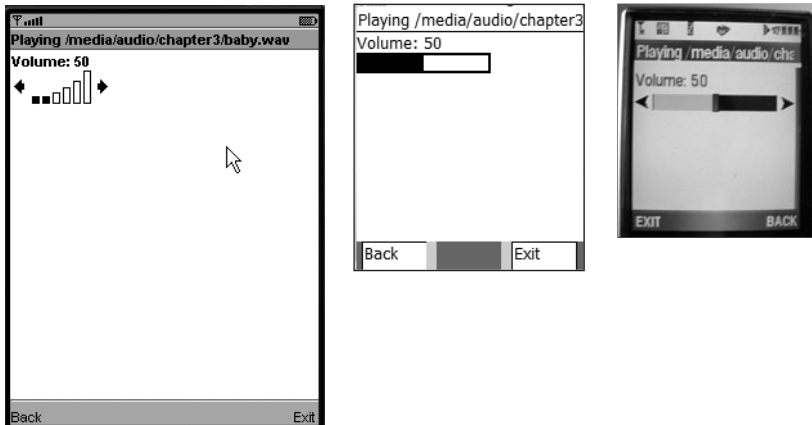 Playing /media/audio/chapter3/baby.wav
Volume: 50
Back Exit
Playing /media/audio/chapter3
Volume: 50
Back Exit
Playing /media/audio/cha
Volume: 50
EXIT BACK